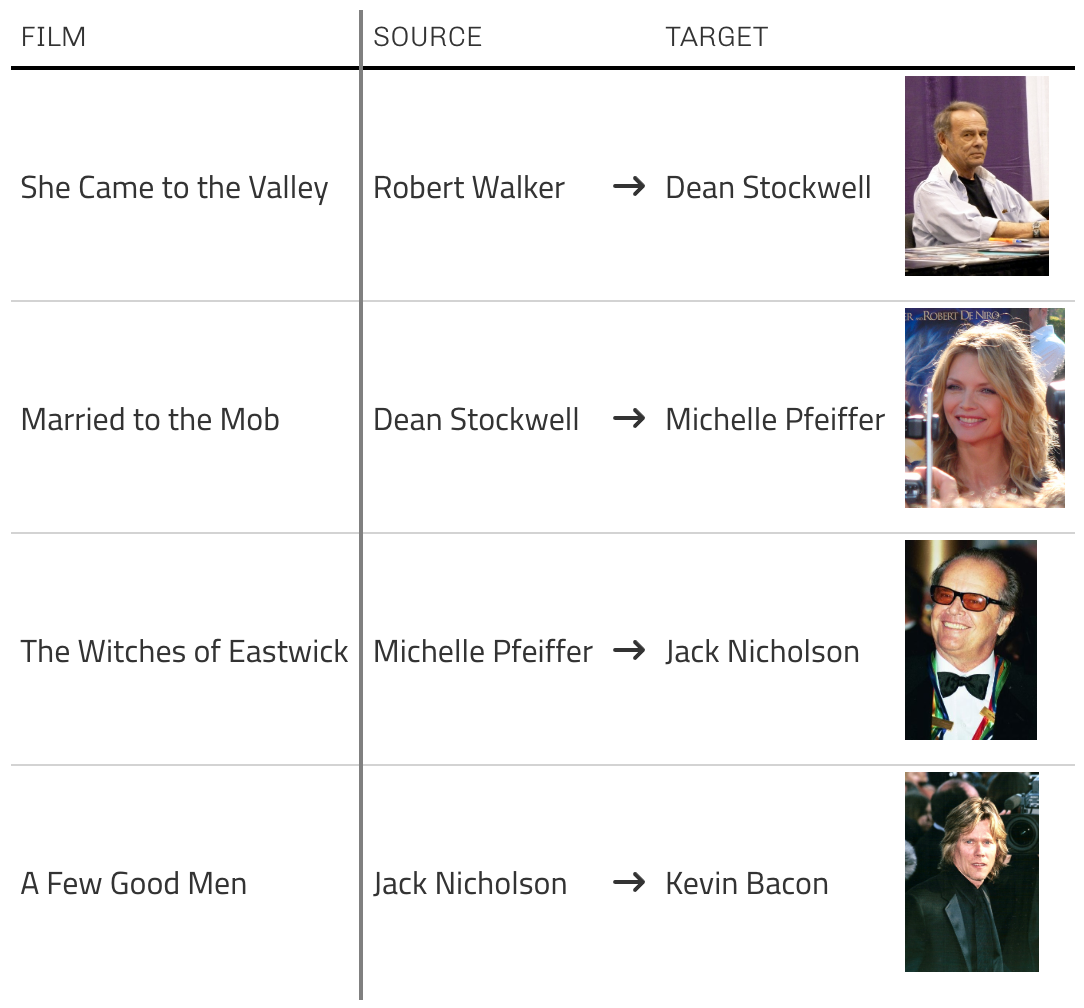 FILM SOURCE TARGET
She Came to the Valley Robert Walker → Dean Stockwell
ER AND ROBERT DE NIRO
Married to the Mob Dean Stockwell → Michelle Pfeiffer
The Witches of Eastwick Michelle Pfeiffer → Jack Nicholson
A Few Good Men Jack Nicholson → Kevin Bacon